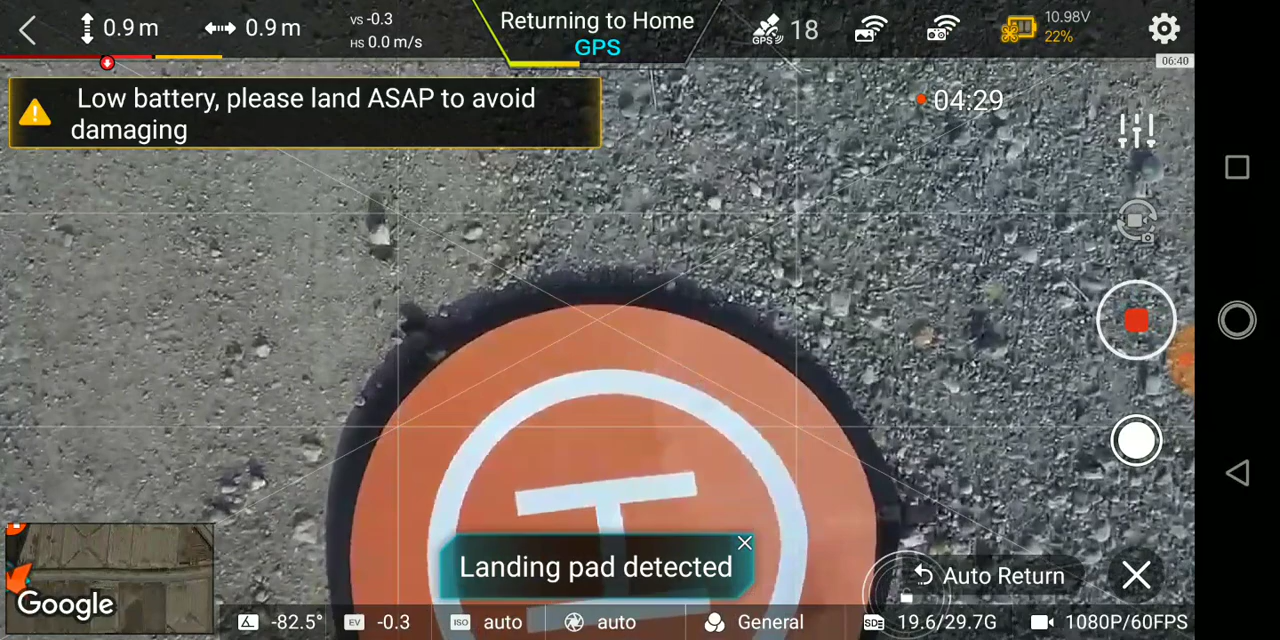 0.9 m
0.9 m
VS -0.3
HS 0.0 m/s
Returning to Home
GPS
GPS
18
10.98V
22%
06:40
Low battery, please land ASAP to avoid
damaging
04:29
H
Landing pad detected
Auto Return
Google
-82.5°
EV -0.3
ISO auto
auto
General
SD 19.6/29.7G
1080P/60FPS